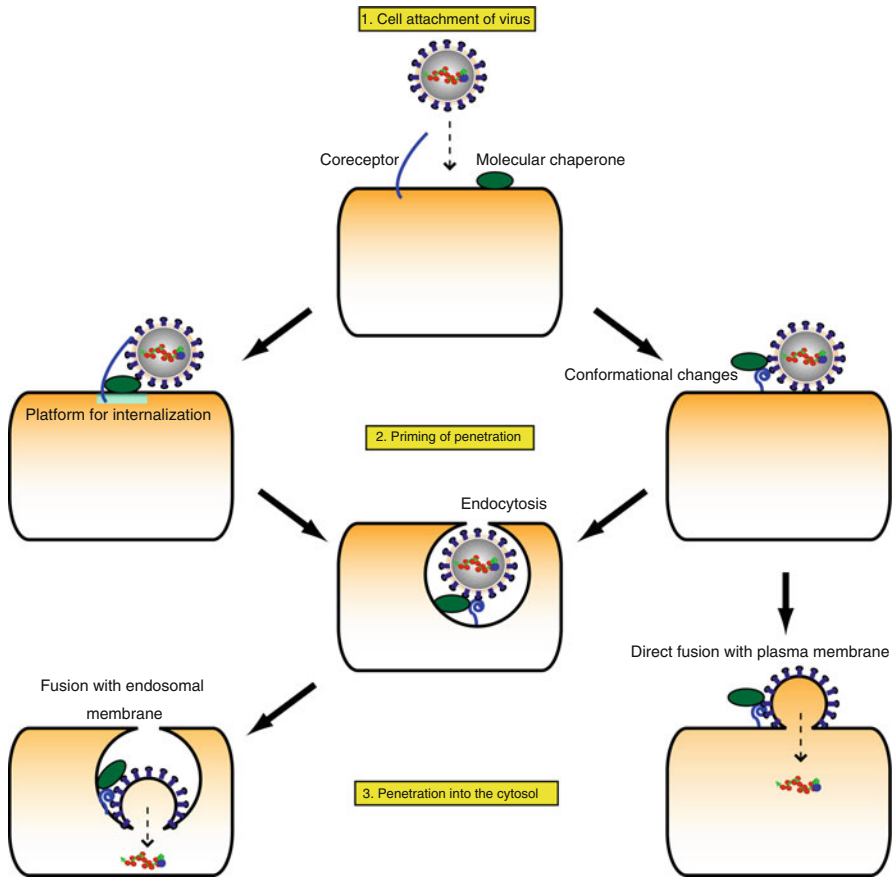 1. Cell attachment of virus
Coreceptor
Molecular chaperone
Platform for internalization
Conformational changes
2. Priming of penetration
Endocytosis
Direct fusion with plasma membrane
Fusion with endosomal
membrane
3. Penetration into the cytosol